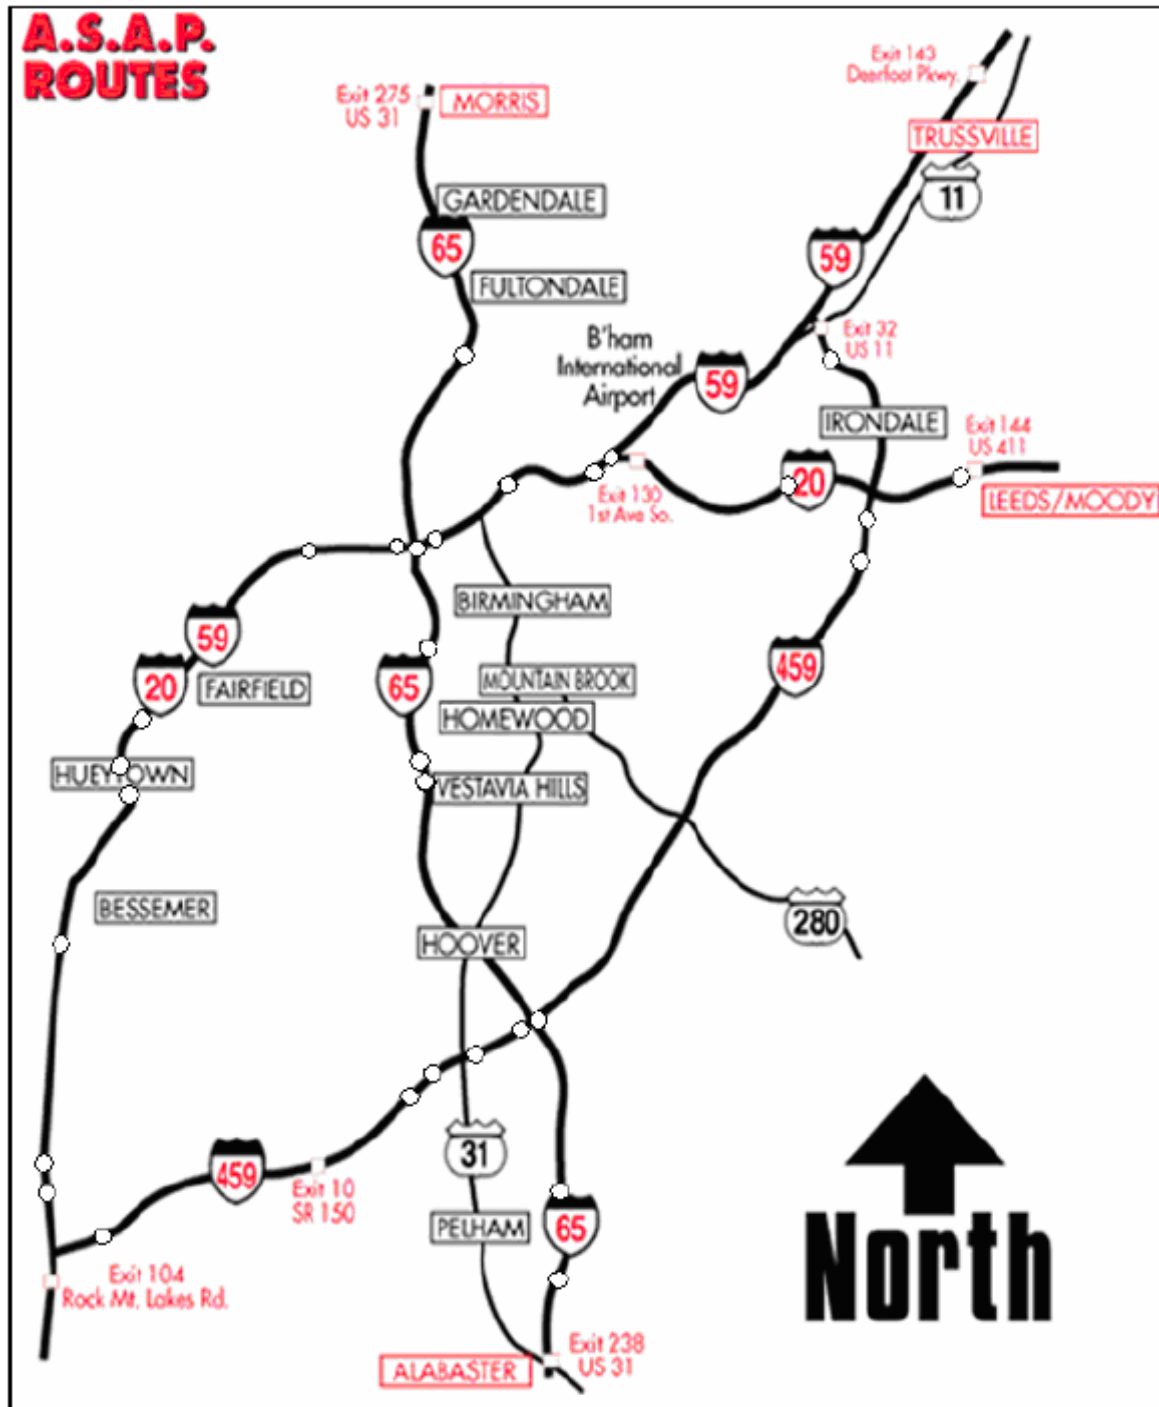 A.S.A.P.
ROUTES
Exit 143
Deerfoot Pkwy.
Exit 275
US 31
MORRIS
TRUSSVILLE
11
GARDENDALE
65
59
FULTONDALE
B'ham
International
Airport
59
Exit 32
US 11
IRONDALE
Exit 144
US 411
20
LEEDS/MOODY
Exit 130
1st Ave So.
BIRMINGHAM
59
459
20
FAIRFIELD
65
MOUNTAIN BROOK
HOMEWOOD
HUEYTOWN
VESTAVIA HILLS
BESSEMER
280
HOOVER
31
459
Exit 10
SR 150
PELHAM
65
North
Exit 104
Rock Mt. Lakes Rd.
ALABASTER
Exit 238
US 31